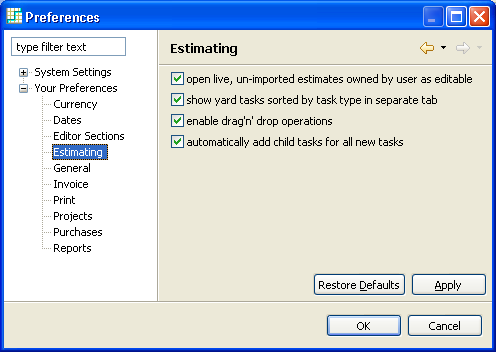 Preferences
type filter text
Estimating
System Settings
Your Preferences
Currency
Dates
Editor Sections
Estimating
General
Invoice
Print
Projects
Purchases
Reports
open live, un-imported estimates owned by user as editable
show yard tasks sorted by task type in separate tab
enable drag'n' drop operations
automatically add child tasks for all new tasks
Restore Defaults
Apply
OK
Cancel